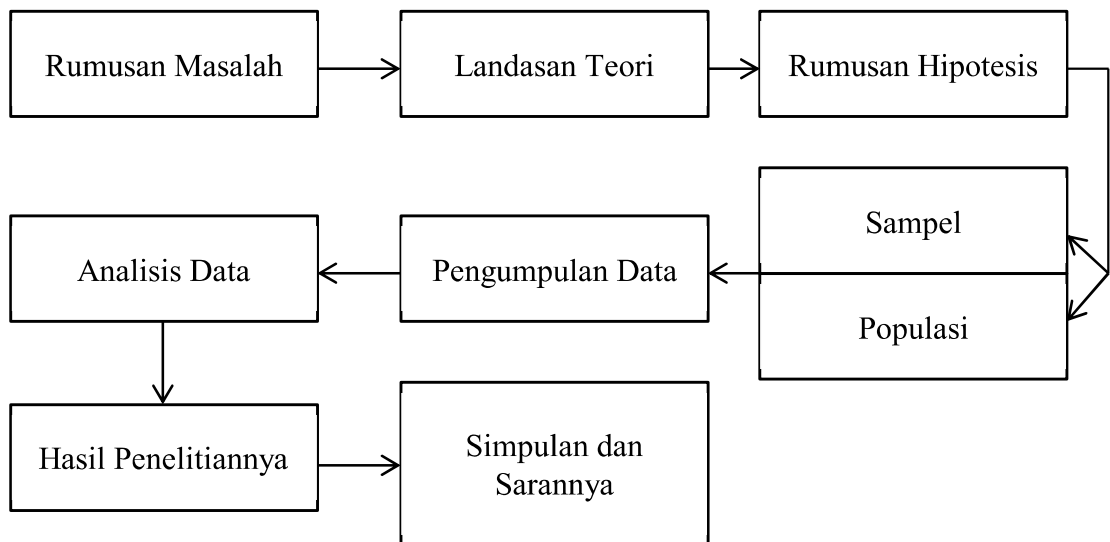 Rumusan Masalah
Landasan Teori
Rumusan Hipotesis
Sampel
Populasi
Pengumpulan Data
Analisis Data
Hasil Penelitiannya
Simpulan dan
Sarannya